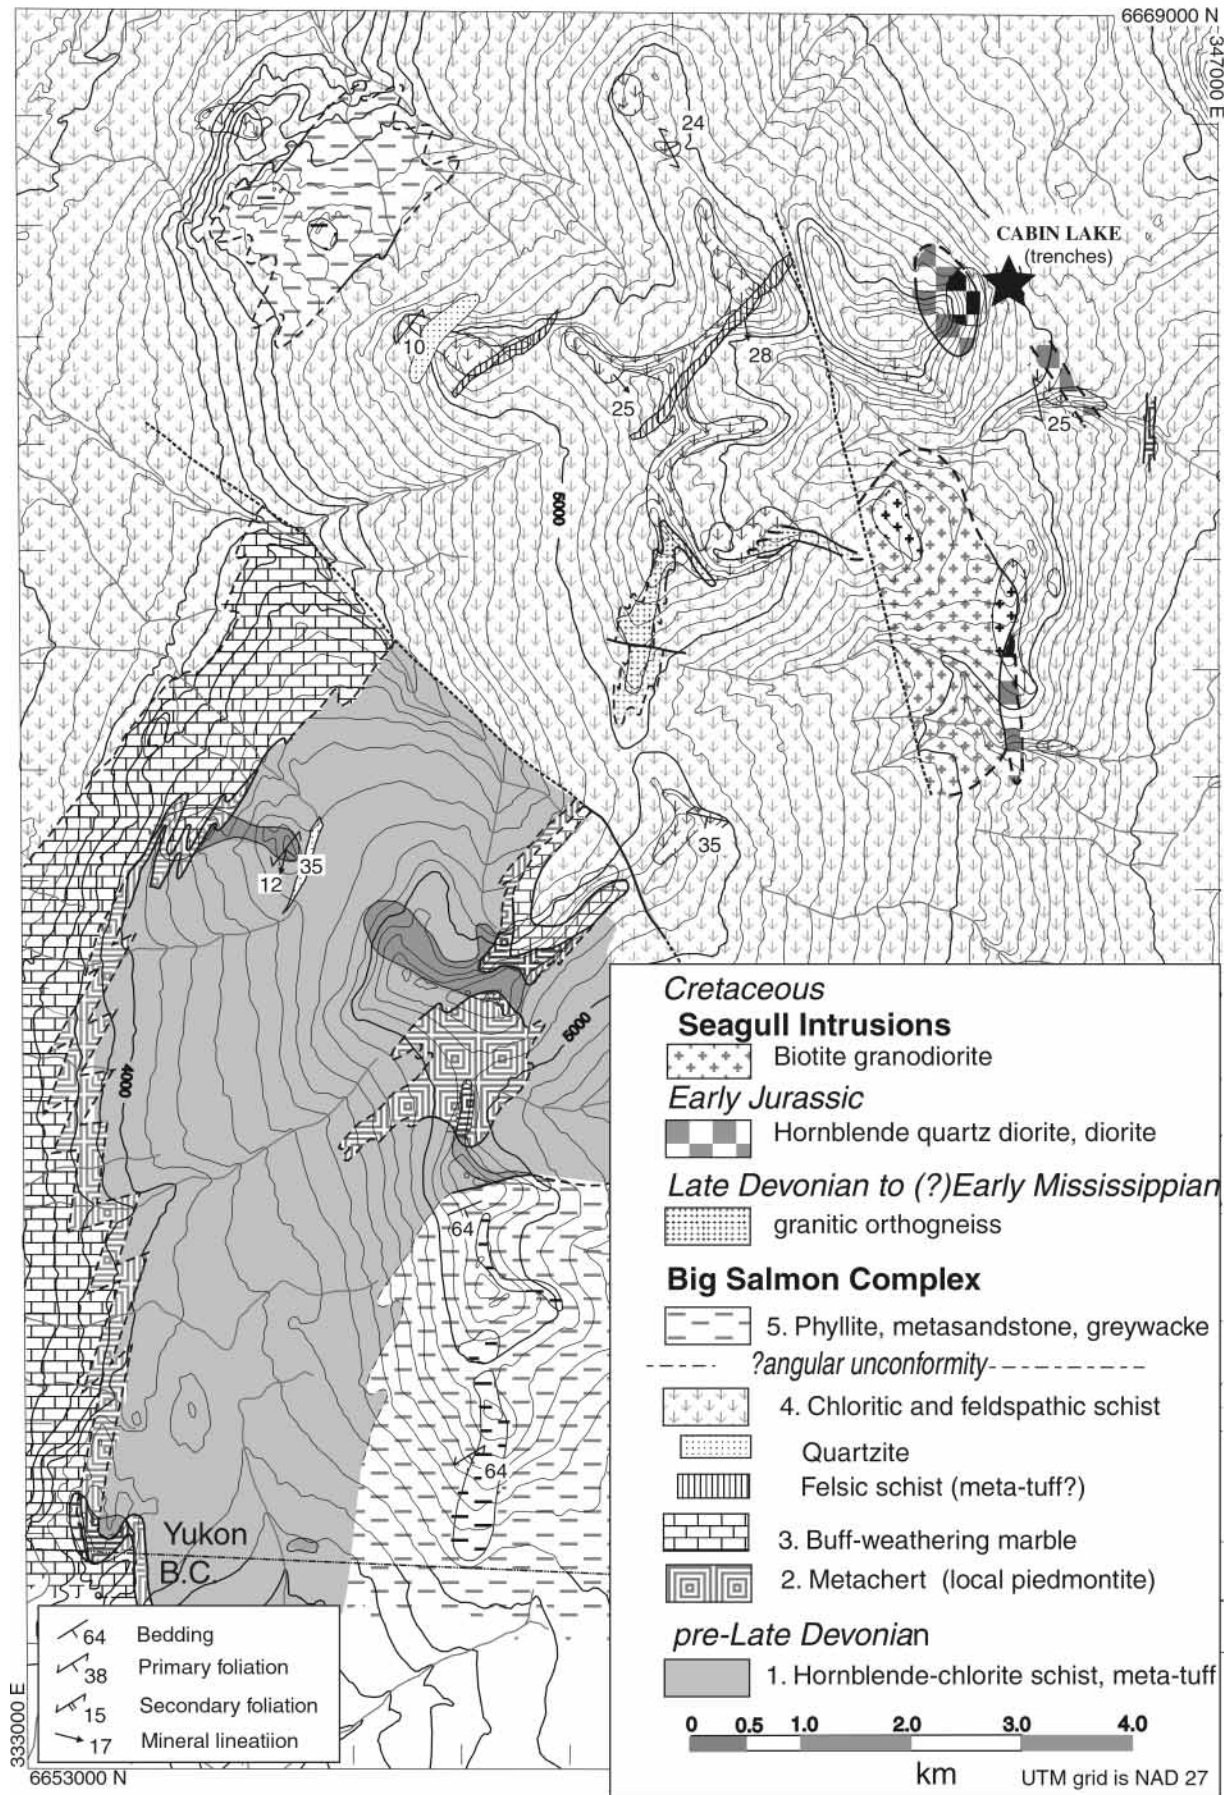 6669000 N
347000 E
24
CABIN LAKE
(trenches)
10
28
25
25
5000
35
35
12
5000
4000
64
64
Yukon
B.C.
Cretaceous
Seagull Intrusions
Biotite granodiorite
Early Jurassic
Hornblende quartz diorite, diorite
Late Devonian to (?)Early Mississippian
granitic orthogneiss
Big Salmon Complex
5. Phyllite, metasandstone, greywacke
?angular unconformity
4. Chloritic and feldspathic schist
Quartzite
Felsic schist (meta-tuff?)
3. Buff-weathering marble
2. Metachert (local piedmontite)
pre-Late Devonian
1. Hornblende-chlorite schist, meta-tuff
0 0.5 1.0 2.0 3.0 4.0
km
UTM grid is NAD 27
64 Bedding
38 Primary foliation
15 Secondary foliation
17 Mineral lineatiion
333000 E
6653000 N